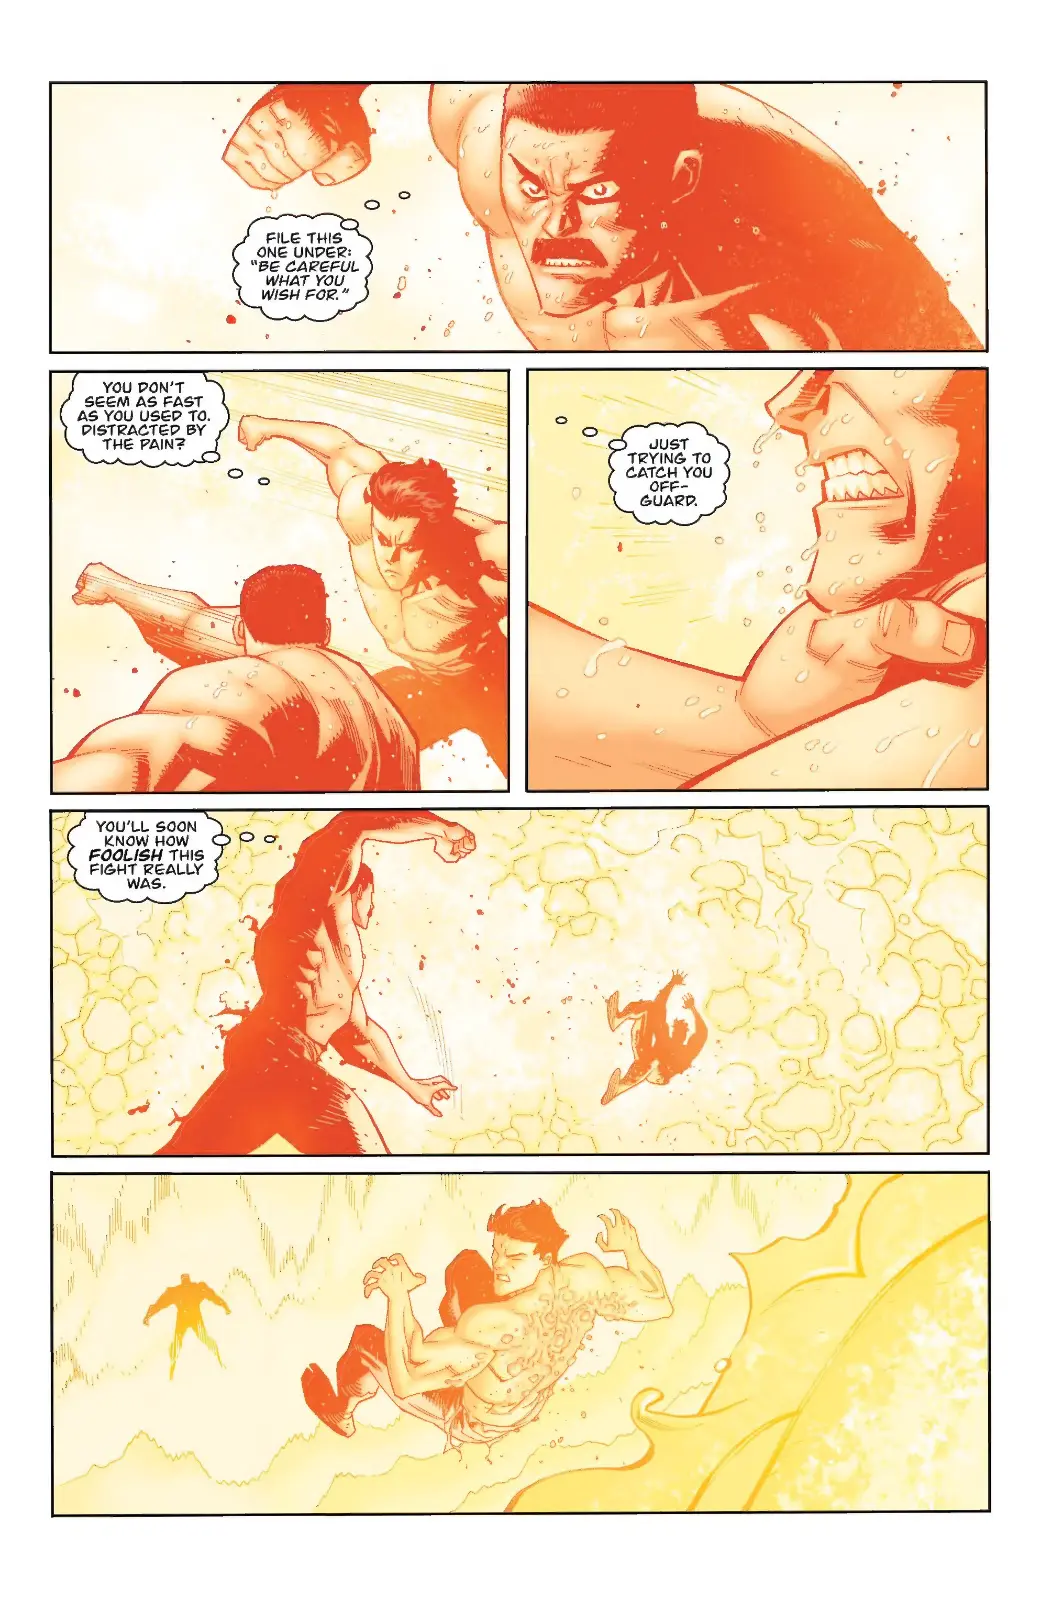 FILE THIS
ONE UNDER:
"BE CAREFUL
WHAT YOU
WISH FOR."
YOU DON'T
SEEM AS FAST
AS YOU USED TO.
DISTRACTED BY
THE PAIN?
JUST
TRYING TO
CATCH YOU
OFF-
GUARD.
YOU'LL SOON
KNOW HOW
FOOLISH THIS
FIGHT REALLY
WAS.